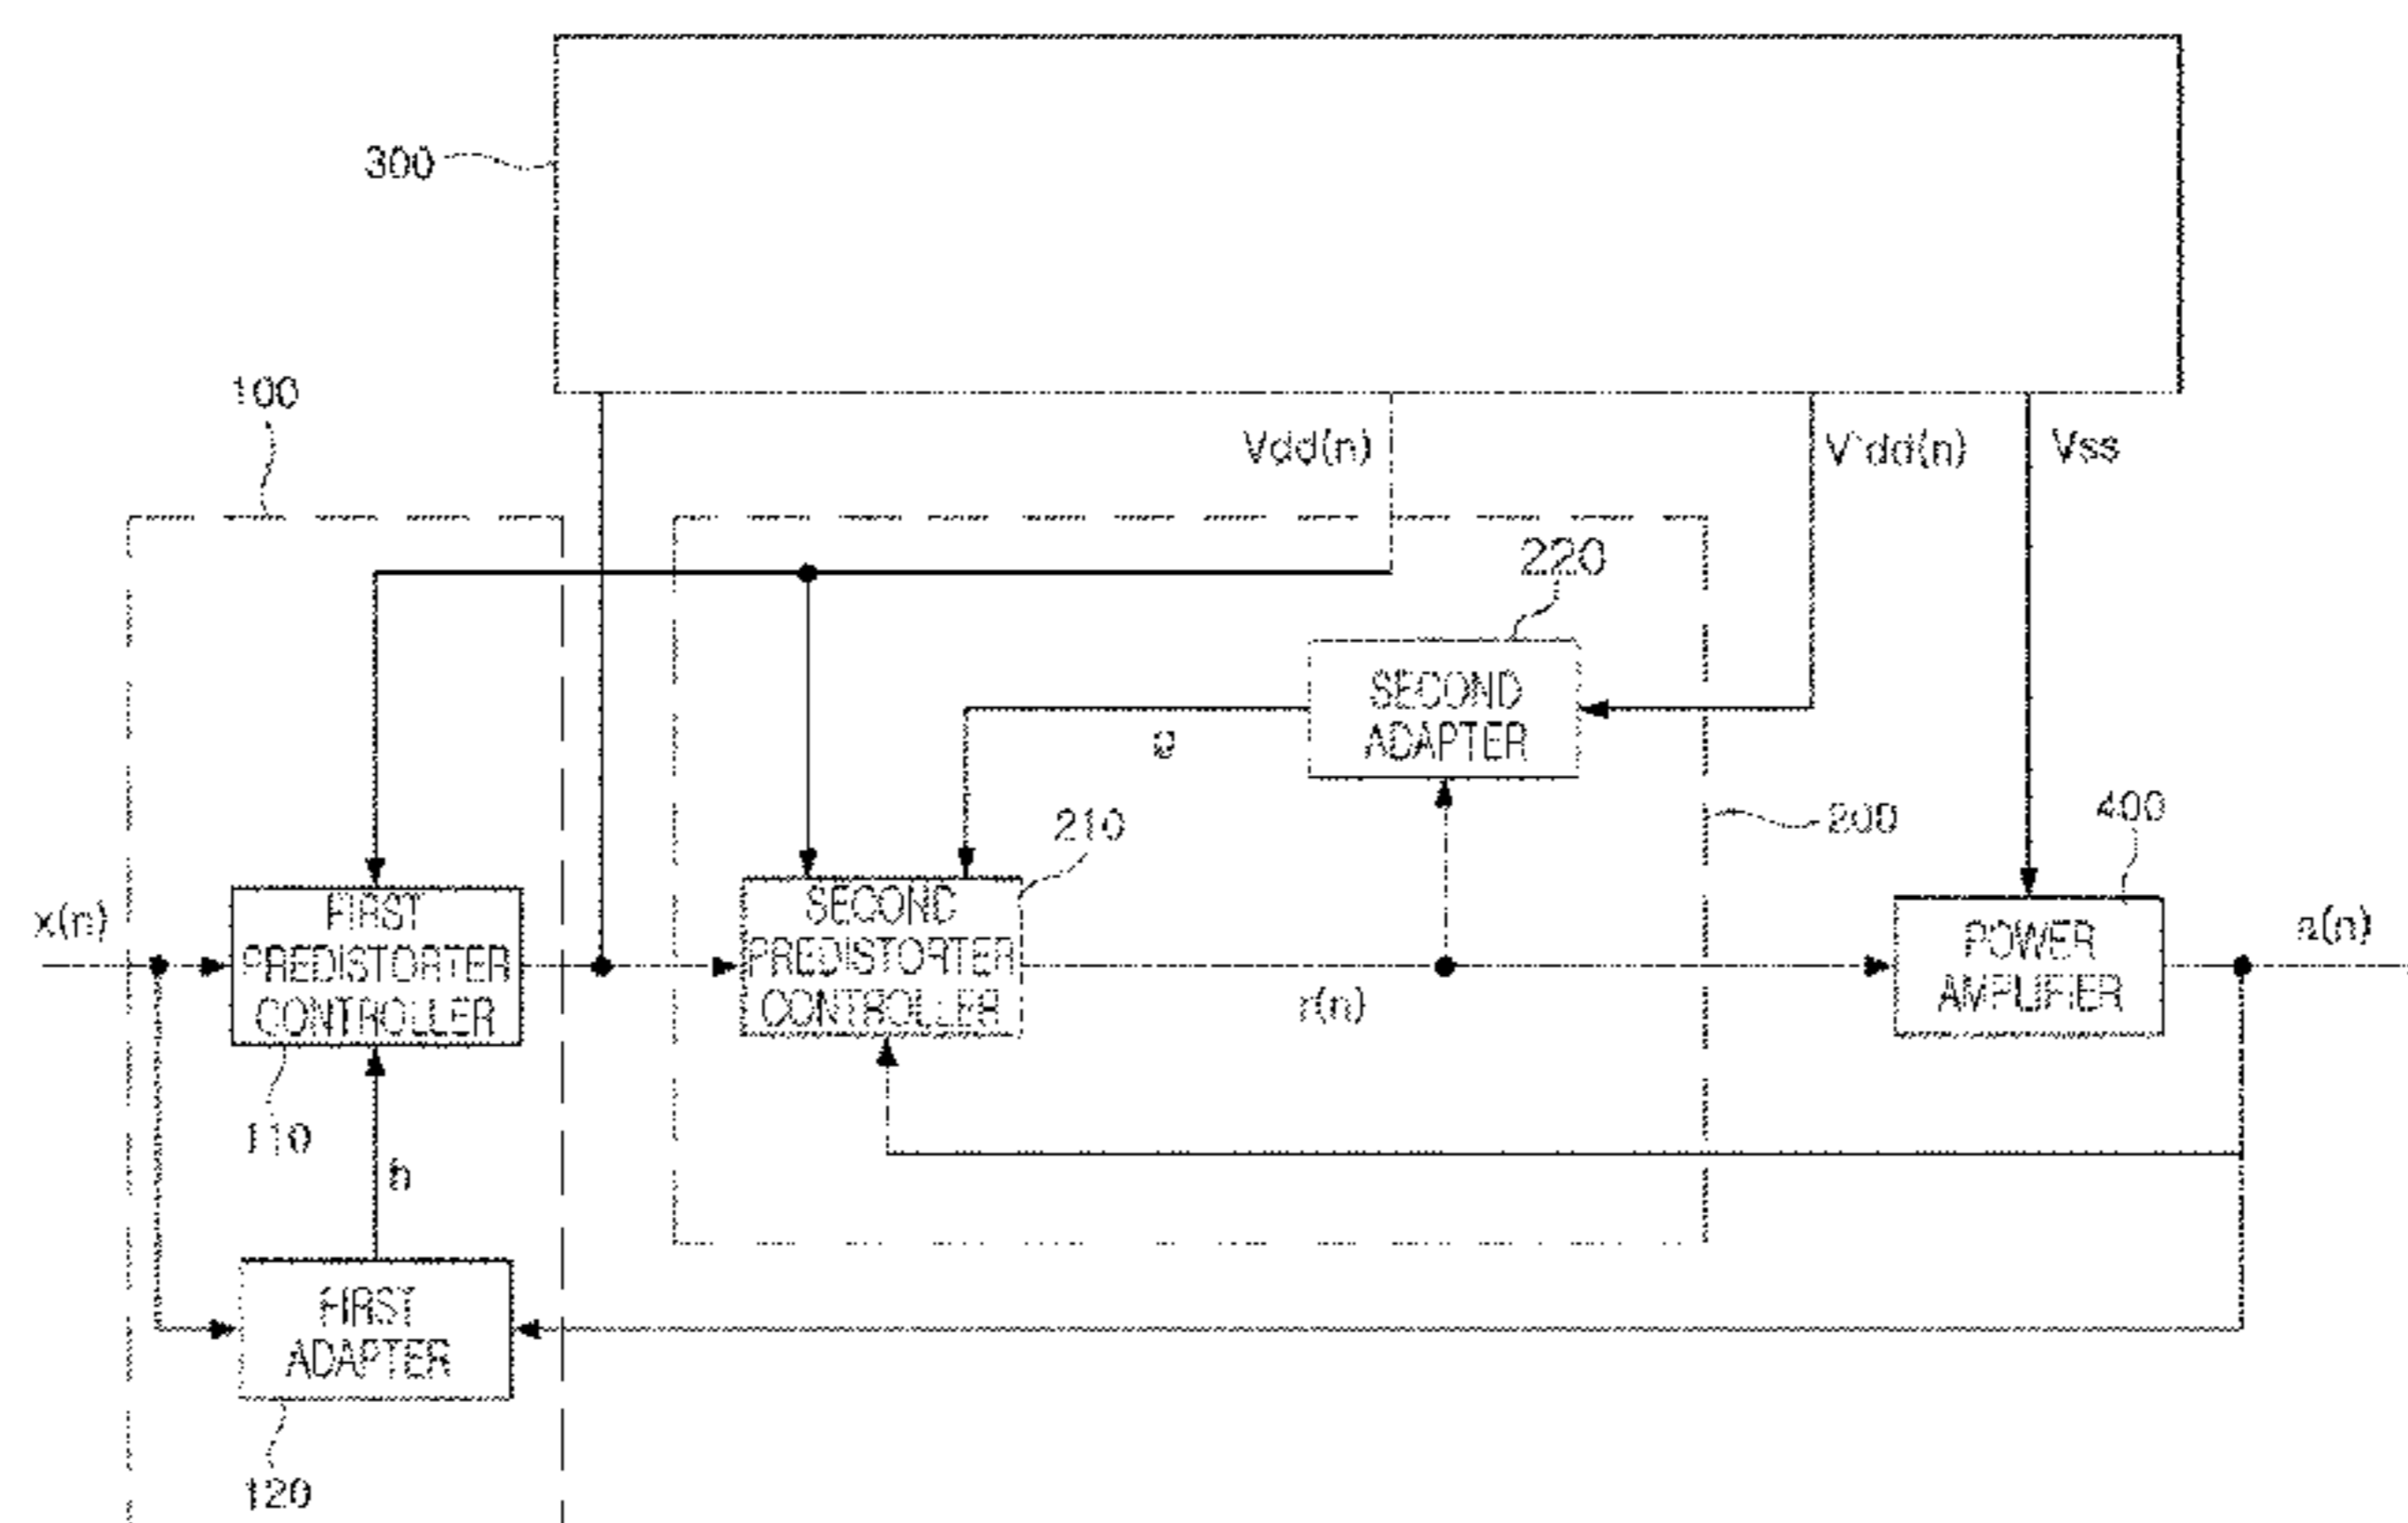 300
100
Vdd(n)
V'dd(n)
Vss
220
SECOND
ADAPTER
g
210
200
400
x(n)
FIRST
PREDISTORTER
CONTROLLER
SECOND
PREDISTORTER
CONTROLLER
r(n)
POWER
AMPLIFIER
a(n)
110
h
FIRST
ADAPTER
120